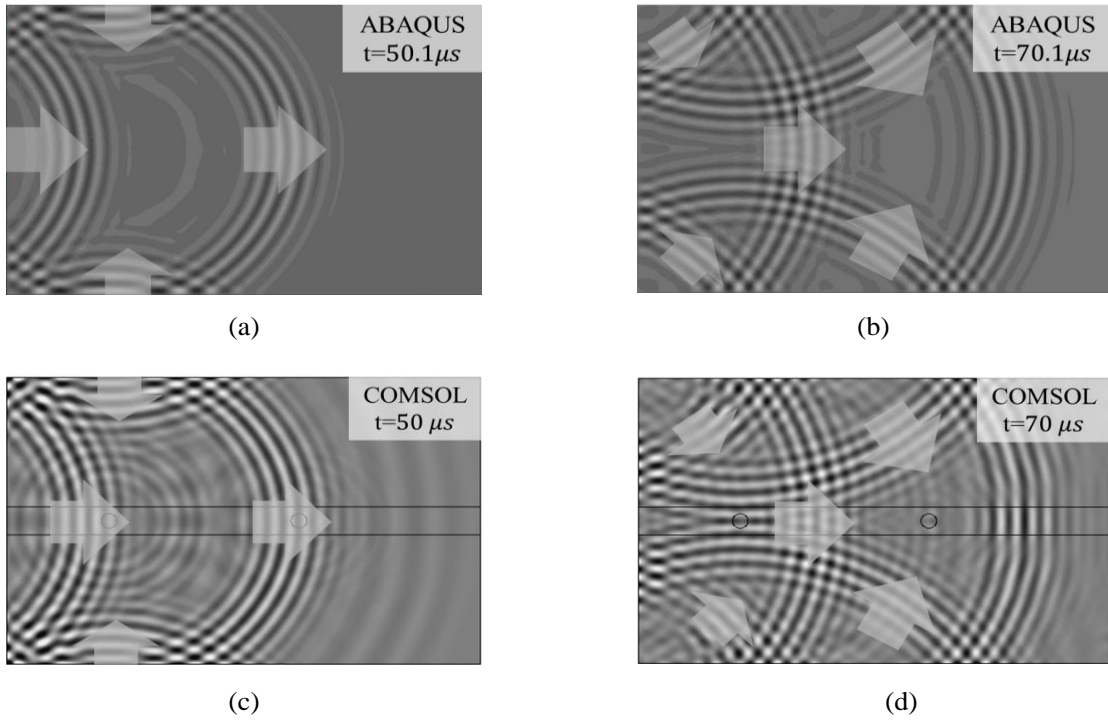 ABAQUS
t=50.1μs
(a)
ABAQUS
t=70.1μs
(b)
COMSOL
t=50 μs
(c)
COMSOL
t=70 μs
(d)